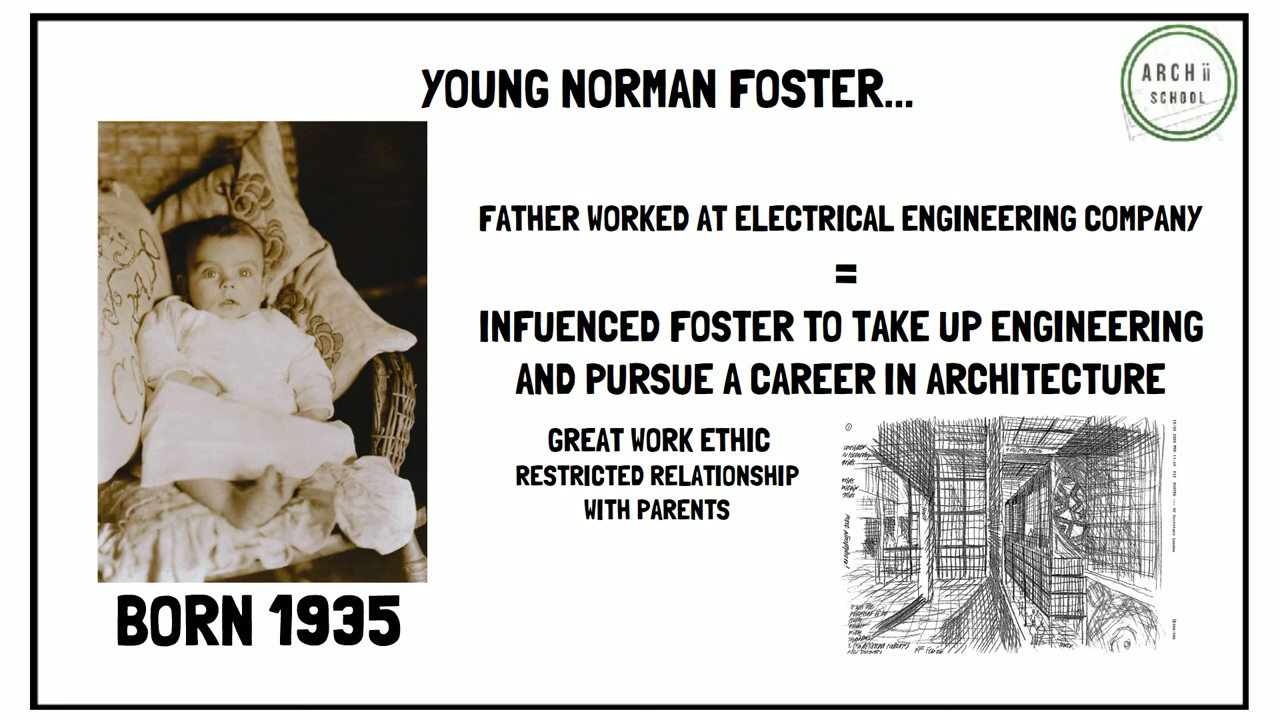 YOUNG NORMAN FOSTER...
ARCH ii
SCHOOL
FATHER WORKED AT ELECTRICAL ENGINEERING COMPANY
=
INFUENCED FOSTER TO TAKE UP ENGINEERING
AND PURSUE A CAREER IN ARCHITECTURE
GREAT WORK ETHIC
RESTRICTED RELATIONSHIP
WITH PARENTS
BORN 1935